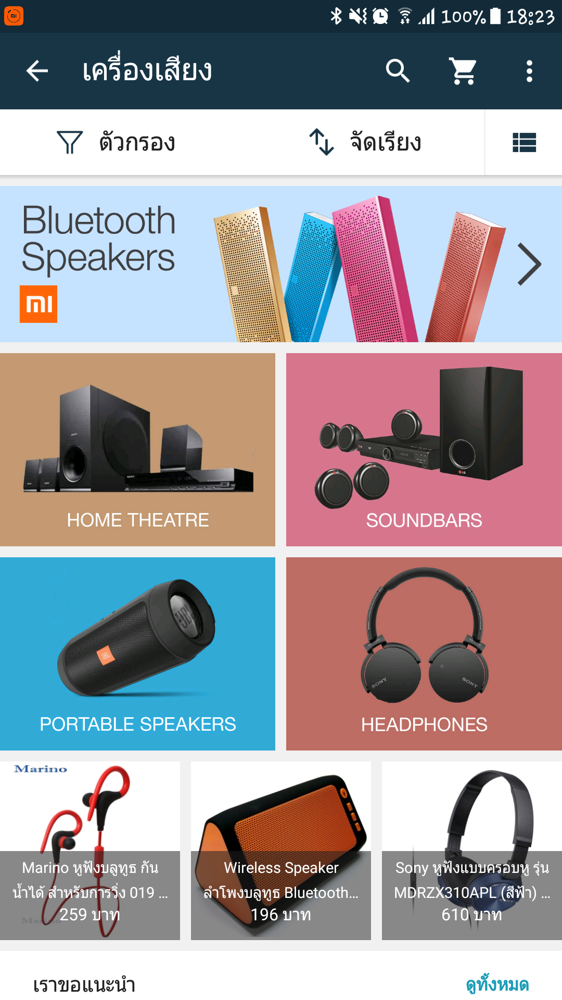 100% 18:23
เครื่องเสียง
ตัวกรอง
จัดเรียง
Bluetooth
Speakers
mi
HOME THEATRE
SOUNDBARS
PORTABLE SPEAKERS
HEADPHONES
JBL
JBL
SONY
SONY
Marino
Marino หูฟังบลูทูธ กัน
น้ำได้ สำหรับการวิ่ง 019 ...
259 บาท
Wireless Speaker
ลำโพงบลูทูธ Bluetooth...
196 บาท
Sony หูฟังแบบครอบหู รุ่น
MDRZX310APL (สีฟ้า) ...
610 บาท
เราขอแนะนำ
ดูทั้งหมด